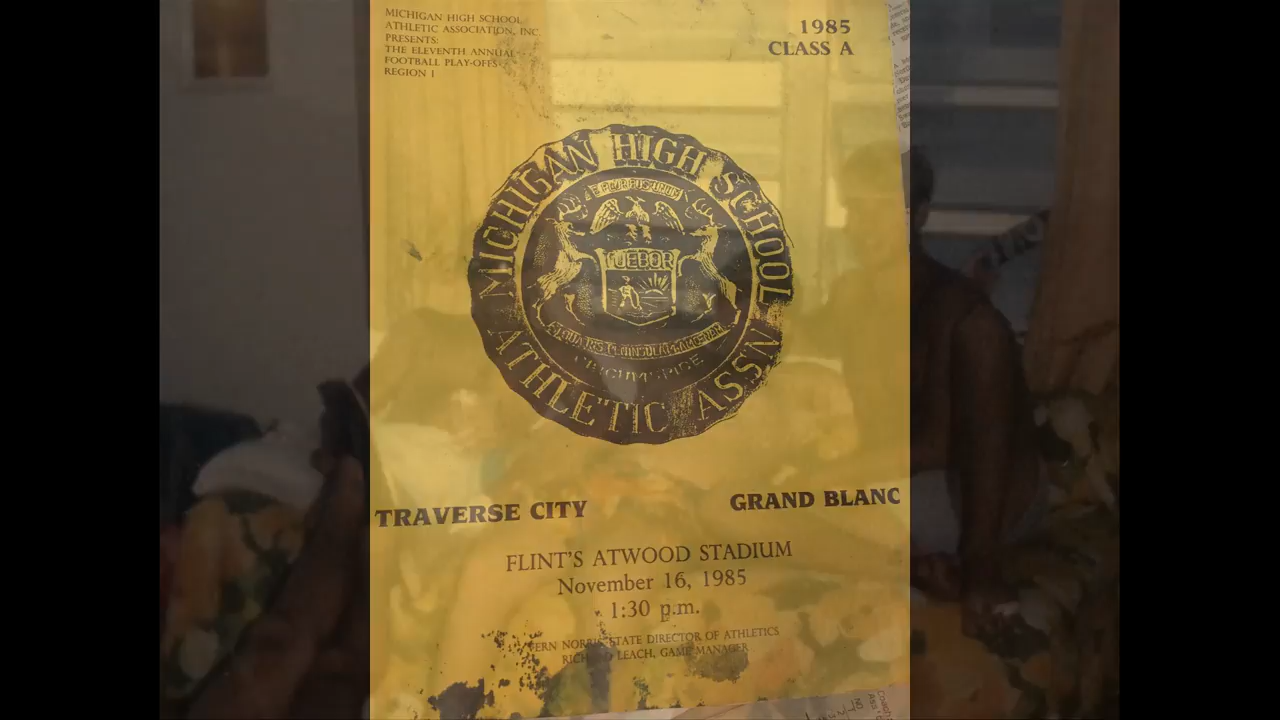 MICHIGAN HIGH SCHOOL
ATHLETIC ASSOCIATION, INC.
PRESENTS:
THE ELEVENTH ANNUAL
FOOTBALL PLAY-OFFS
REGION I
1985
CLASS A
MICHIGAN HIGH SCHOOL
TUEBOR
ATHLETIC ASS'N
TRAVERSE CITY
GRAND BLANC
FLINT'S ATWOOD STADIUM
November 16, 1985
1:30 p.m.
NORRIS STATE DIRECTOR OF ATHLETICS
LEACH, GAME MANAGER